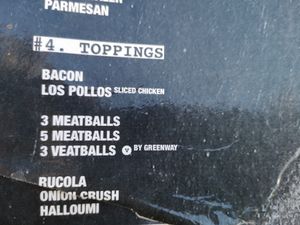 PARMESAN
#4. TOPPINGS
BACON
LOS POLLOS SLICED CHICKEN
3 MEATBALLS
5 MEATBALLS
3 VEATBALLS V BY GREENWAY
RUCOLA
ONION CRUSH
HALLOUMI